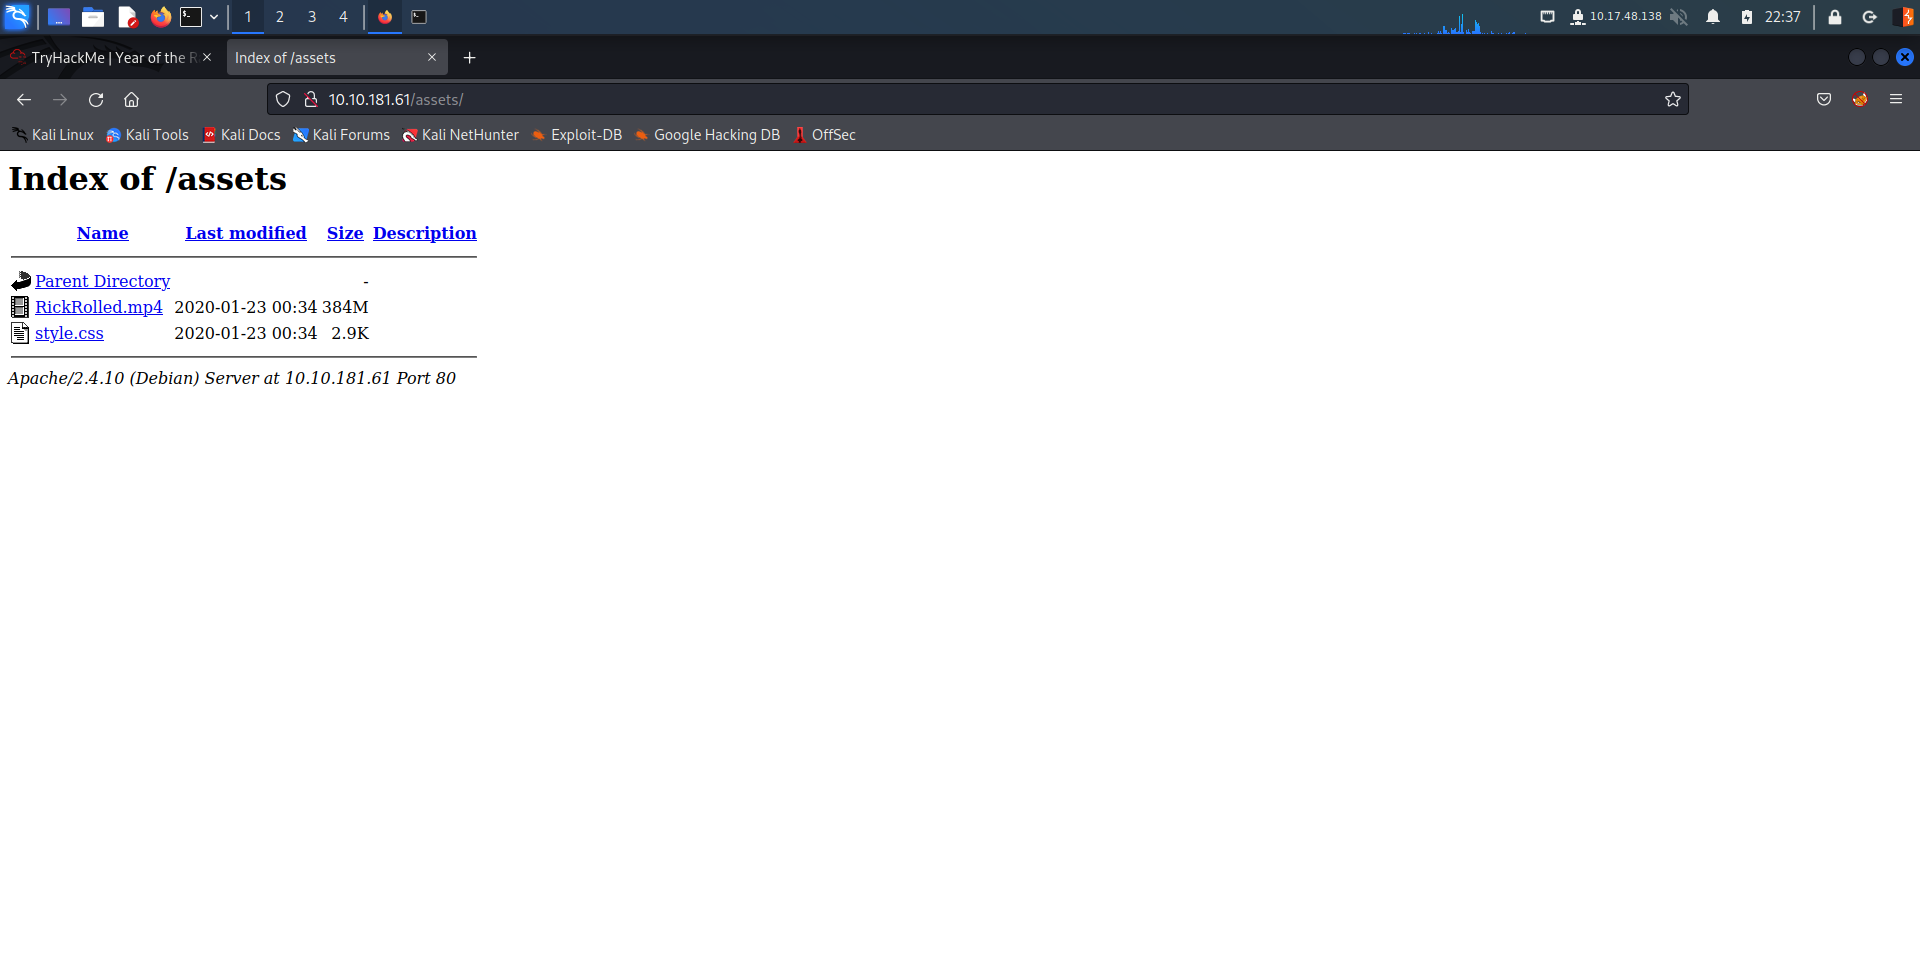 1 2 3 4 10.17.48.138 22:37
TryHackMe | Year of the R Index of /assets
10.10.181.61/assets/
Kali Linux Kali Tools Kali Docs Kali Forums Kali NetHunter Exploit-DB Google Hacking DB OffSec
Index of /assets
Name Last modified Size Description
Parent Directory -
RickRolled.mp4 2020-01-23 00:34 384M
style.css 2020-01-23 00:34 2.9K
Apache/2.4.10 (Debian) Server at 10.10.181.61 Port 80